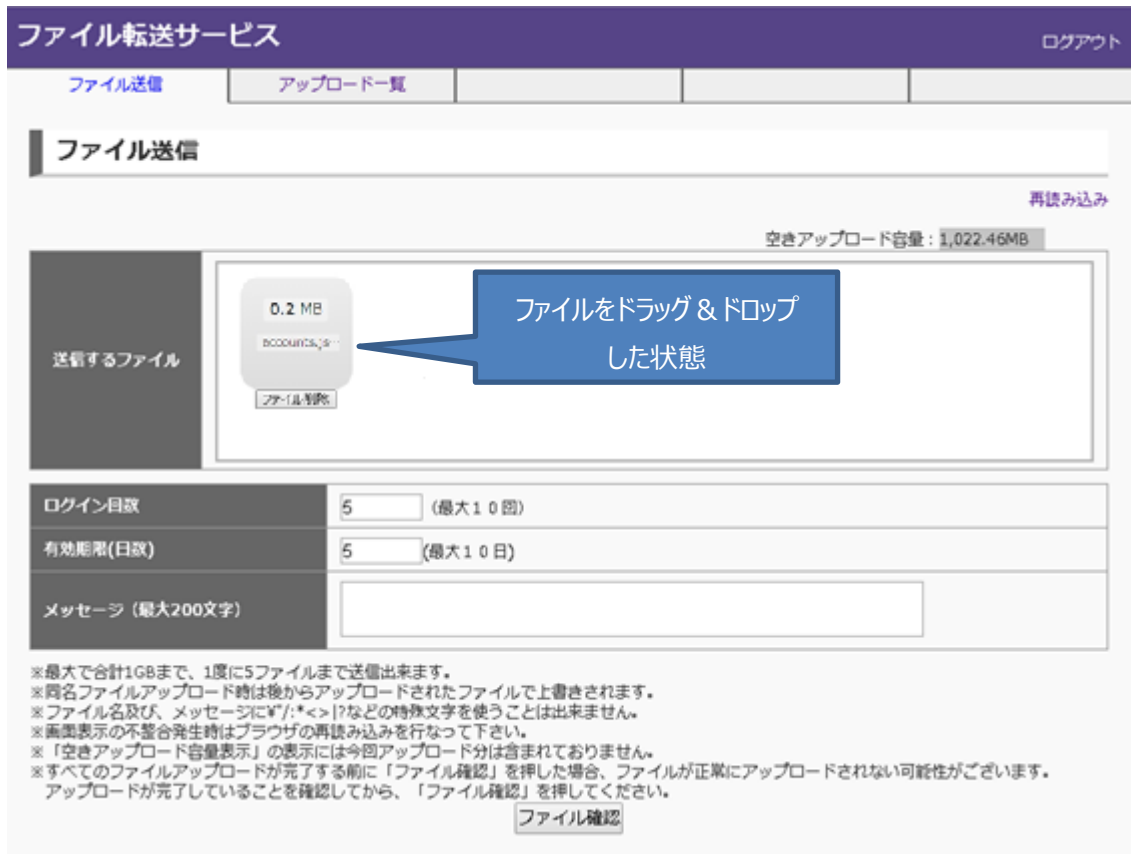 ファイル転送サービス
ログアウト
ファイル送信
アップロード一覧
ファイル送信
再読み込み
空きアップロード容量：1,022.46MB
送信するファイル
0.2 MB
accounts.js…
ファイル削除
ファイルをドラッグ＆ドロップ
した状態
ログイン回数
5 (最大１０回)
有効期限(日数)
5 (最大１０日)
メッセージ（最大200文字）
※最大で合計1GBまで、1度に5ファイルまで送信出来ます。
※同名ファイルアップロード時は後からアップロードされたファイルで上書きされます。
※ファイル名及び、メッセージに¥"/:*<>|?などの特殊文字を使うことは出来ません。
※画面表示の不整合発生時はブラウザの再読み込みを行なって下さい。
※「空きアップロード容量表示」の表示には今回アップロード分は含まれておりません。
※すべてのファイルアップロードが完了する前に「ファイル確認」を押した場合、ファイルが正常にアップロードされない可能性がございます。
アップロードが完了していることを確認してから、「ファイル確認」を押してください。
ファイル確認